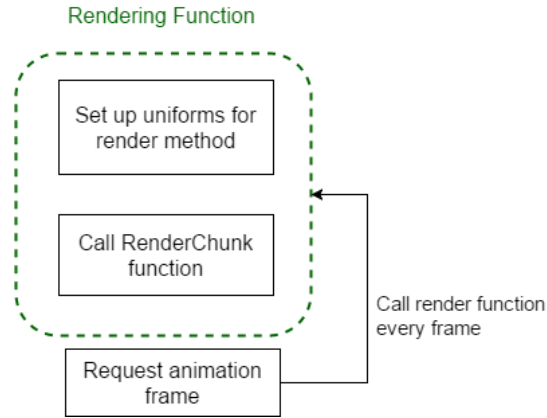 Rendering Function
Set up uniforms for
render method
Call RenderChunk
function
Call render function
every frame
Request animation
frame